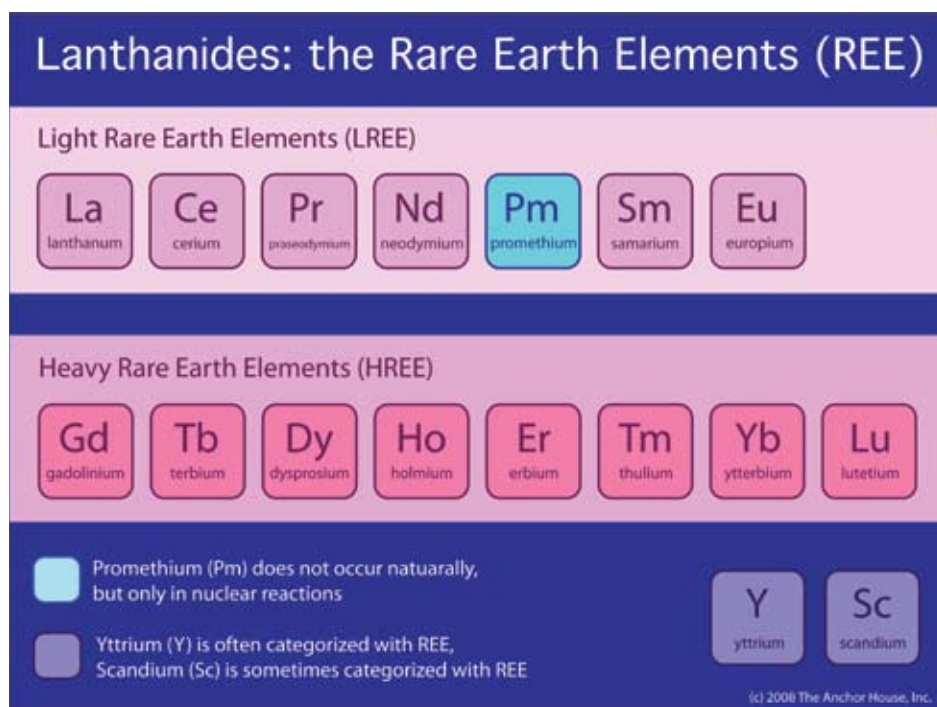 Lanthanides: the Rare Earth Elements (REE)
Light Rare Earth Elements (LREE)
La Ce Pr Nd Pm Sm Eu
lanthanum cerium praseodymium neodymium promethium samarium europium
Heavy Rare Earth Elements (HREE)
Gd Tb Dy Ho Er Tm Yb Lu
gadolinium terbium dysprosium holmium erbium thulium ytterbium lutetium
Promethium (Pm) does not occur natuarally,
but only in nuclear reactions
Y Sc
yttrium scandium
Yttrium (Y) is often categorized with REE,
Scandium (Sc) is sometimes categorized with REE
(c) 2008 The Anchor House, Inc.